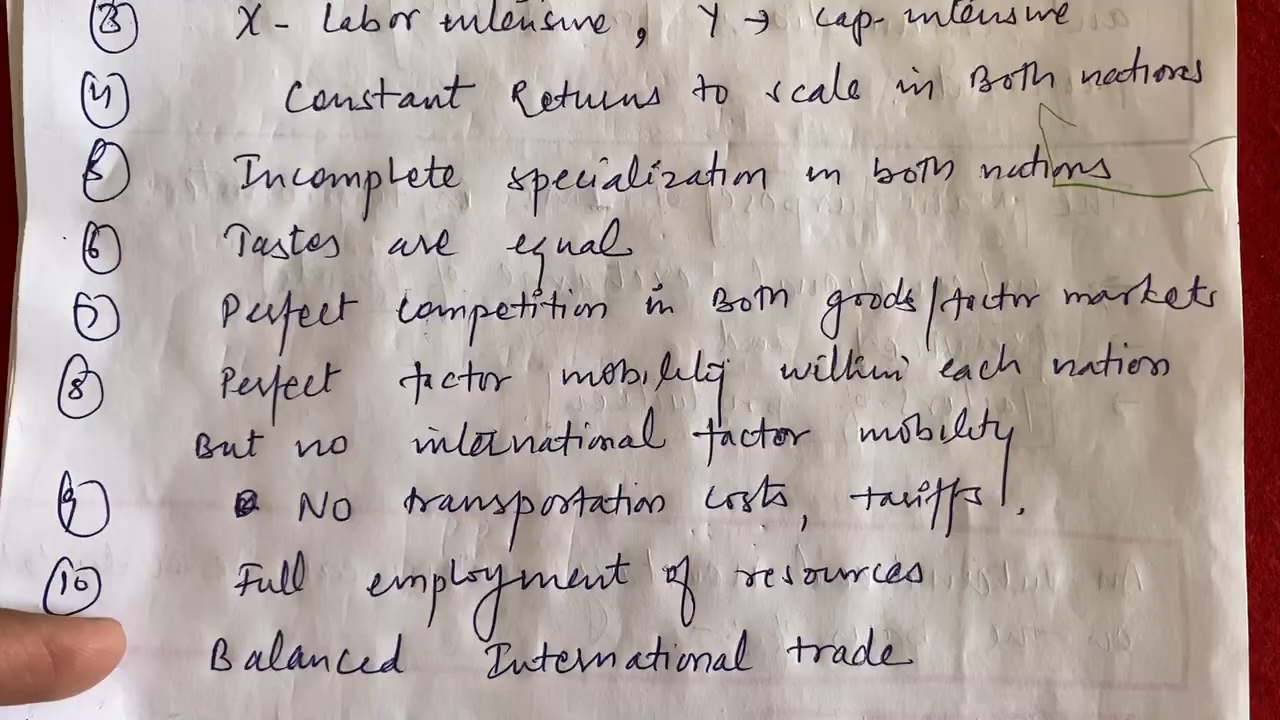 ③ X - Labor intensive, Y → Cap-intensive
④ Constant Returns to scale in Both nations
⑤ Incomplete specialization in both nations
⑥ Tastes are equal
⑦ Perfect competition in Both goods/factor markets
⑧ Perfect factor mobility within each nation
But no international factor mobility
⑨ No transportation costs, tariffs.
⑩ Full employment of resources
Balanced International trade